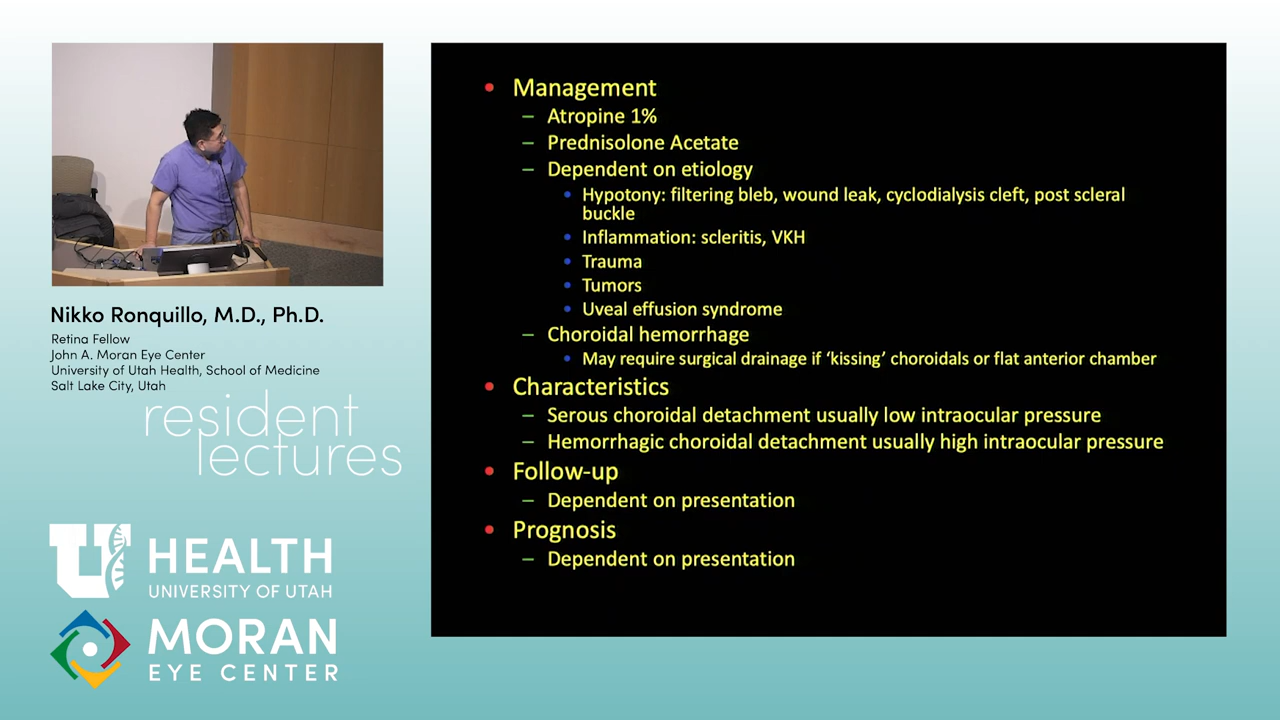 Nikko Ronquillo, M.D., Ph.D.
Retina Fellow
John A. Moran Eye Center
University of Utah Health, School of Medicine
Salt Lake City, Utah
resident
lectures
U HEALTH
UNIVERSITY OF UTAH
MORAN
EYE CENTER
• Management
– Atropine 1%
– Prednisolone Acetate
– Dependent on etiology
• Hypotony: filtering bleb, wound leak, cyclodialysis cleft, post scleral
buckle
• Inflammation: scleritis, VKH
• Trauma
• Tumors
• Uveal effusion syndrome
– Choroidal hemorrhage
• May require surgical drainage if ‘kissing’ choroidals or flat anterior chamber
• Characteristics
– Serous choroidal detachment usually low intraocular pressure
– Hemorrhagic choroidal detachment usually high intraocular pressure
• Follow-up
– Dependent on presentation
• Prognosis
– Dependent on presentation